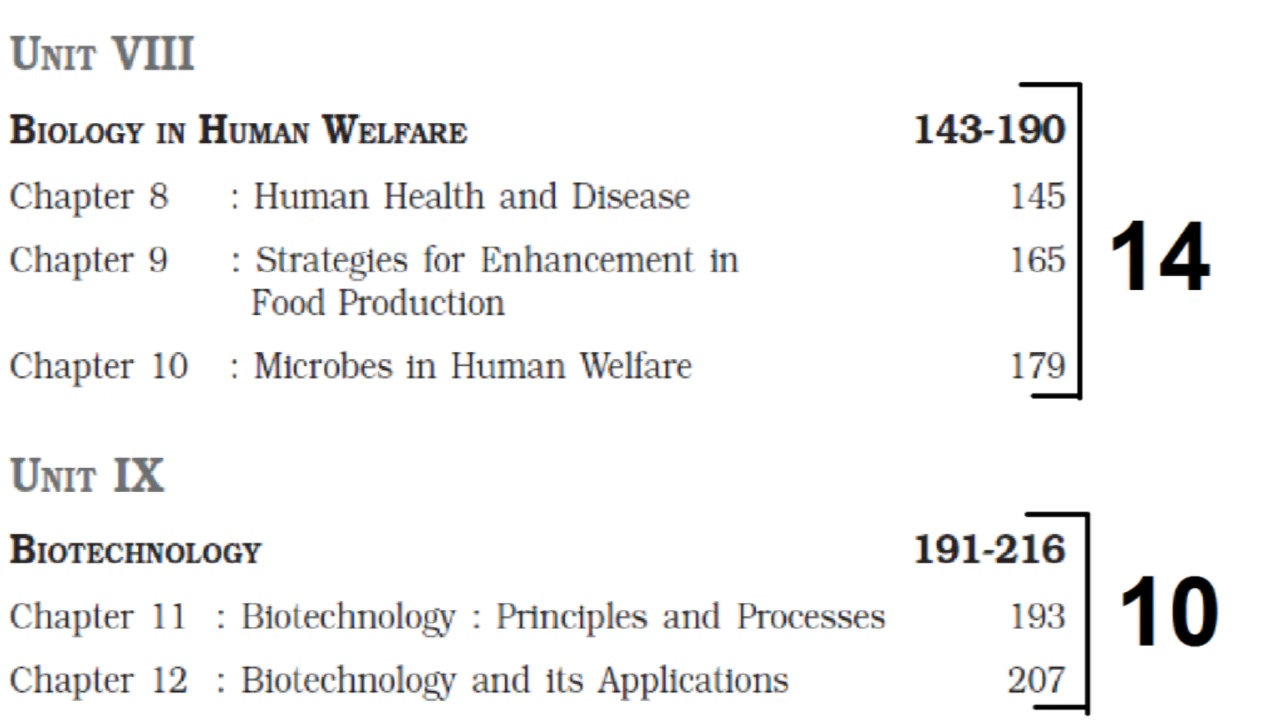 UNIT VIII
BIOLOGY IN HUMAN WELFARE 143-190
Chapter 8 : Human Health and Disease 145
Chapter 9 : Strategies for Enhancement in 165
Food Production
14
Chapter 10 : Microbes in Human Welfare 179
UNIT IX
BIOTECHNOLOGY 191-216
Chapter 11 : Biotechnology : Principles and Processes 193
10
Chapter 12 : Biotechnology and its Applications 207